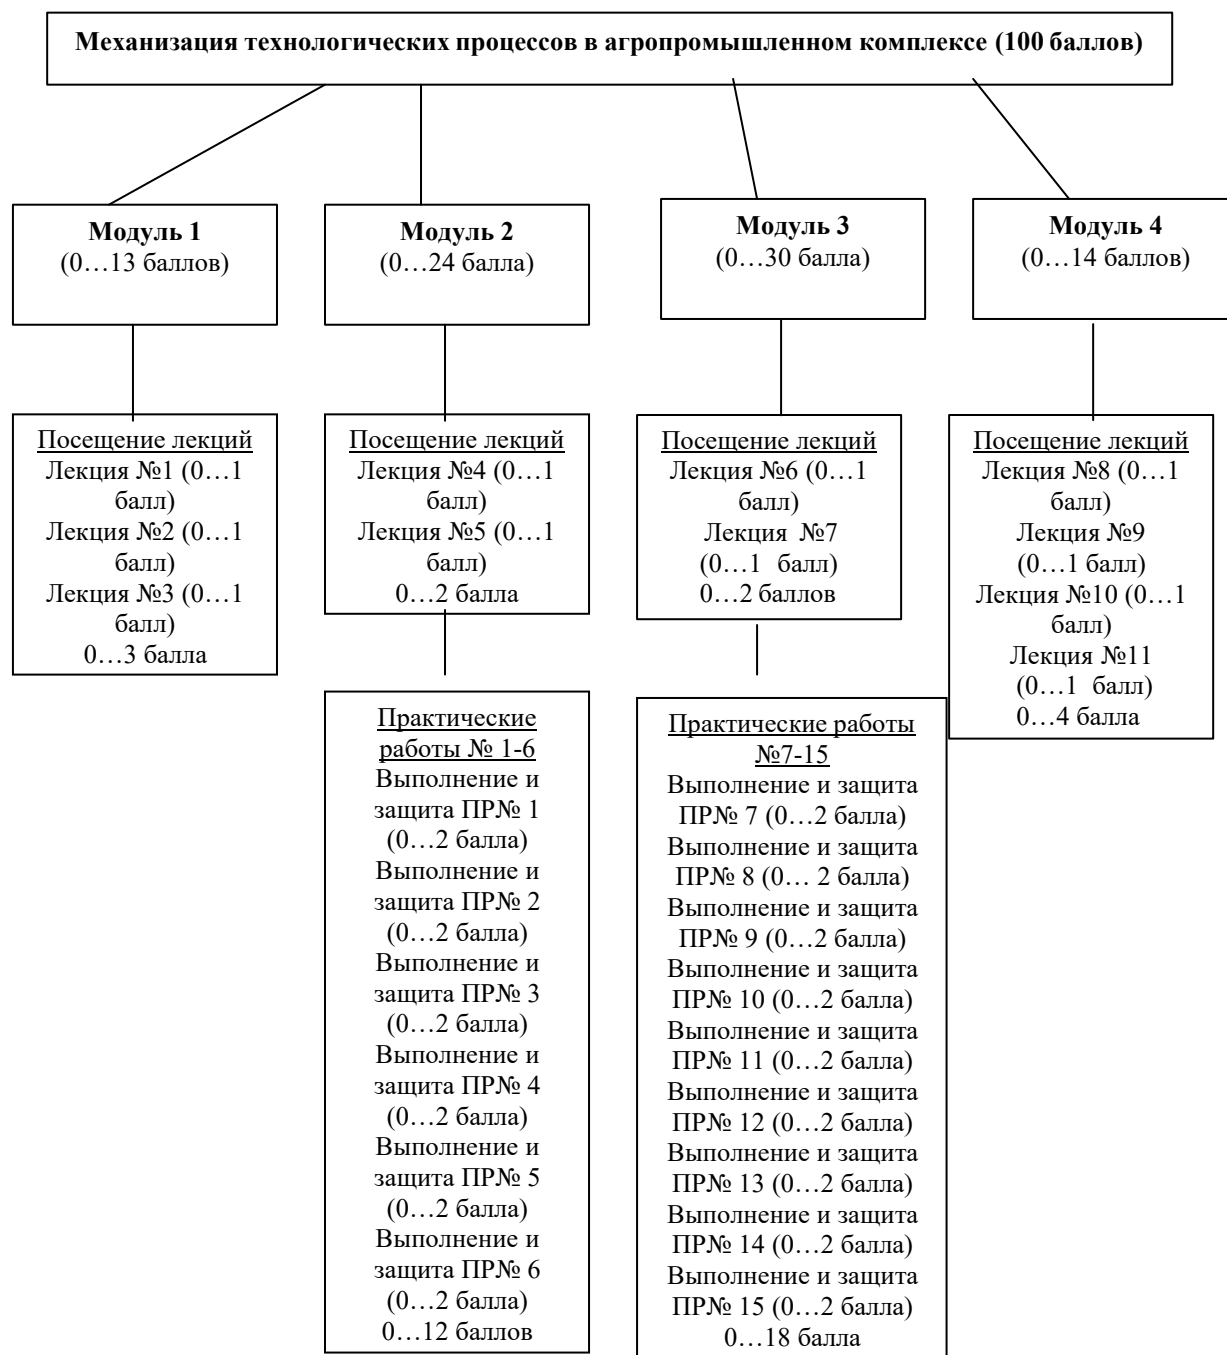 Механизация технологических процессов в агропромышленном комплексе (100 баллов)
Модуль 1
(0…13 баллов)
Модуль 2
(0…24 балла)
Модуль 3
(0…30 балла)
Модуль 4
(0…14 баллов)
Посещение лекций
Лекция №1 (0…1
балл)
Лекция №2 (0…1
балл)
Лекция №3 (0…1
балл)
0…3 балла
Посещение лекций
Лекция №4 (0…1
балл)
Лекция №5 (0…1
балл)
0…2 балла
Посещение лекций
Лекция №6 (0…1
балл)
Лекция №7
(0…1 балл)
0…2 баллов
Посещение лекций
Лекция №8 (0…1
балл)
Лекция №9
(0…1 балл)
Лекция №10 (0…1
балл)
Лекция №11
(0…1 балл)
0…4 балла
Практические
работы № 1-6
Выполнение и
защита ПР№ 1
(0…2 балла)
Выполнение и
защита ПР№ 2
(0…2 балла)
Выполнение и
защита ПР№ 3
(0…2 балла)
Выполнение и
защита ПР№ 4
(0…2 балла)
Выполнение и
защита ПР№ 5
(0…2 балла)
Выполнение и
защита ПР№ 6
(0…2 балла)
0…12 баллов
Практические работы
№7-15
Выполнение и защита
ПР№ 7 (0…2 балла)
Выполнение и защита
ПР№ 8 (0… 2 балла)
Выполнение и защита
ПР№ 9 (0…2 балла)
Выполнение и защита
ПР№ 10 (0…2 балла)
Выполнение и защита
ПР№ 11 (0…2 балла)
Выполнение и защита
ПР№ 12 (0…2 балла)
Выполнение и защита
ПР№ 13 (0…2 балла)
Выполнение и защита
ПР№ 14 (0…2 балла)
Выполнение и защита
ПР№ 15 (0…2 балла)
0…18 балла